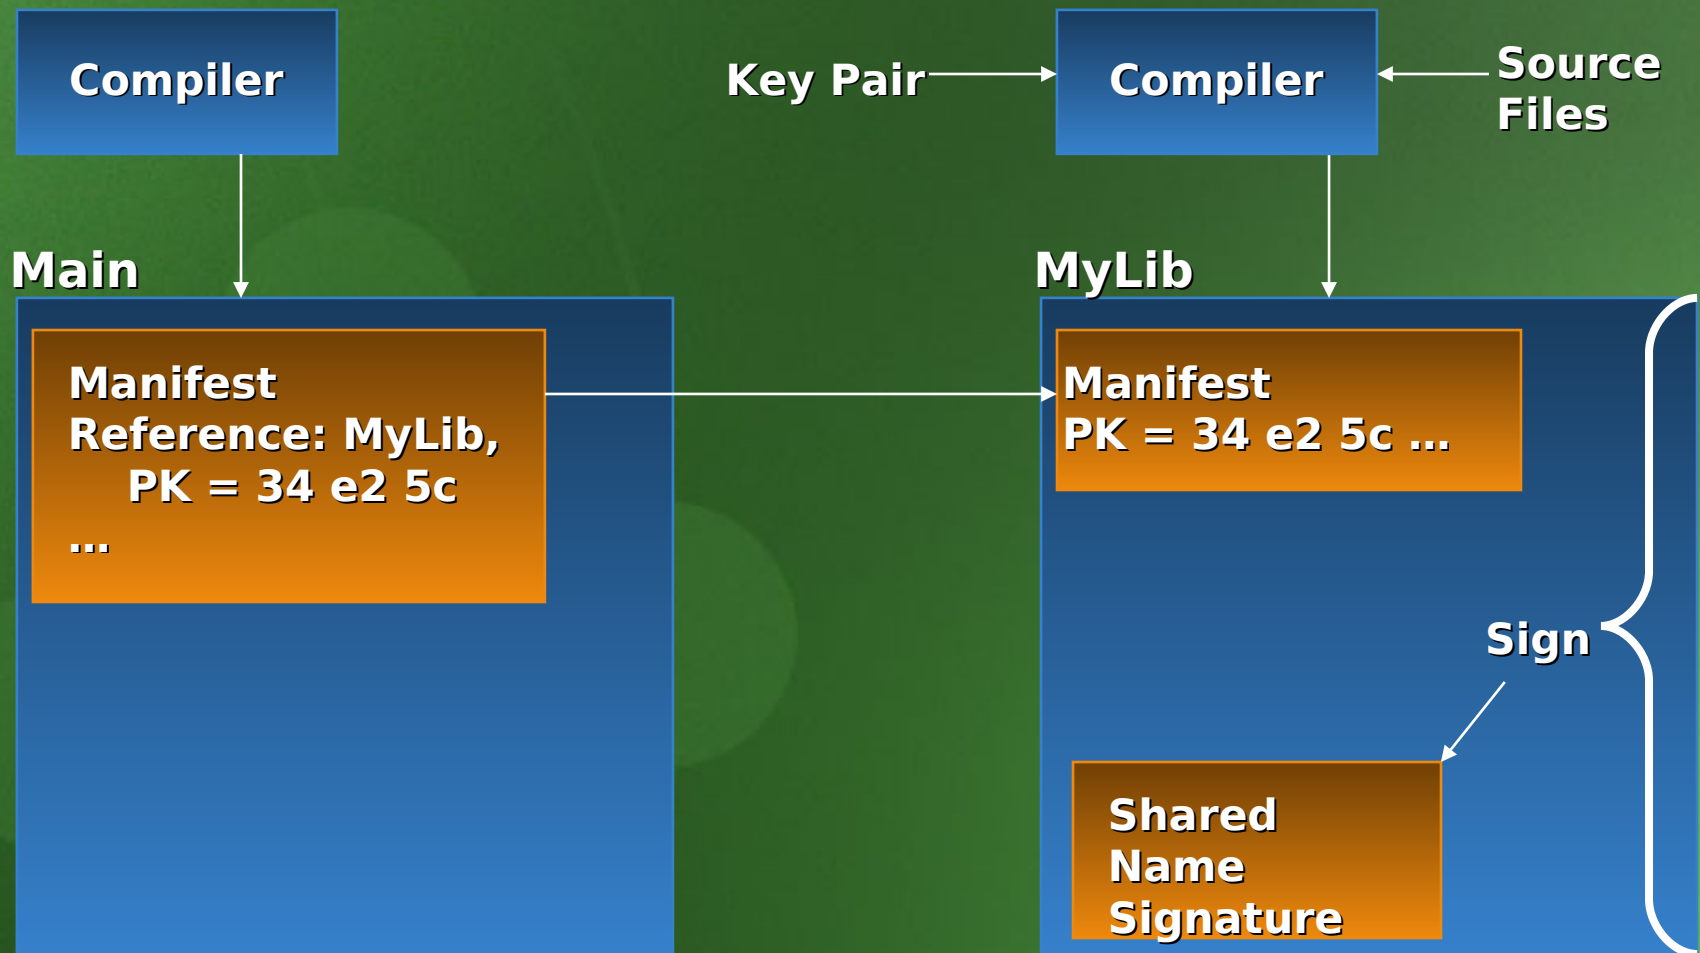 Compiler
Key Pair
Compiler
Source
Files
Main
MyLib
Manifest
Reference: MyLib,
PK = 34 e2 5c
...
Manifest
PK = 34 e2 5c ...
Sign
Shared
Name
Signature